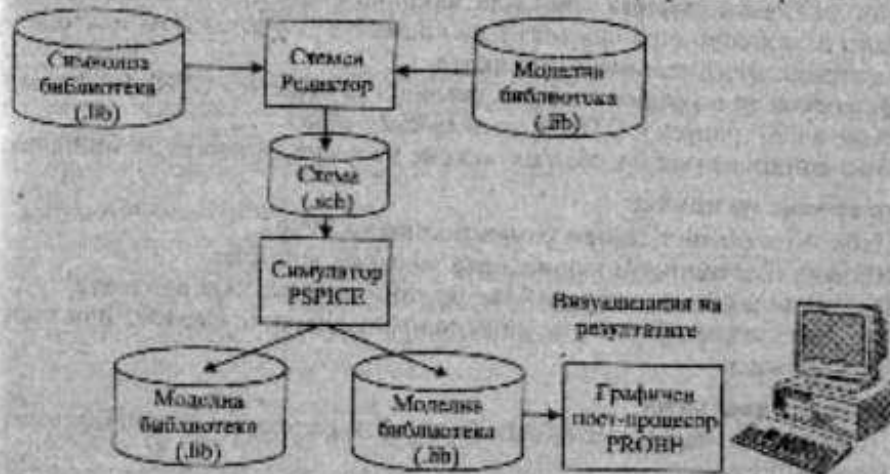 Символна
библиотека
(.lib)
Схемен
Редактор
Моделна
библиотека
(.lib)
Схема
(.sch)
Симулатор
PSPICE
Визуализация на
резултатите
Моделна
библиотека
(.lib)
Моделна
библиотека
(.lib)
Графичен
пост-процесор
PROBE